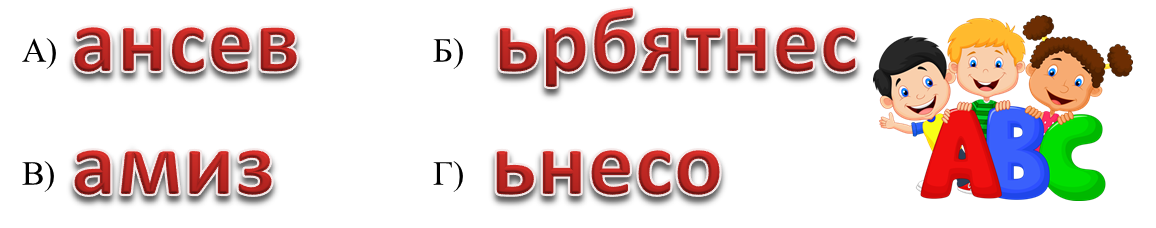 А) ансев Б) ьрбятнес
В) амиз Г) ьнесо
ABC